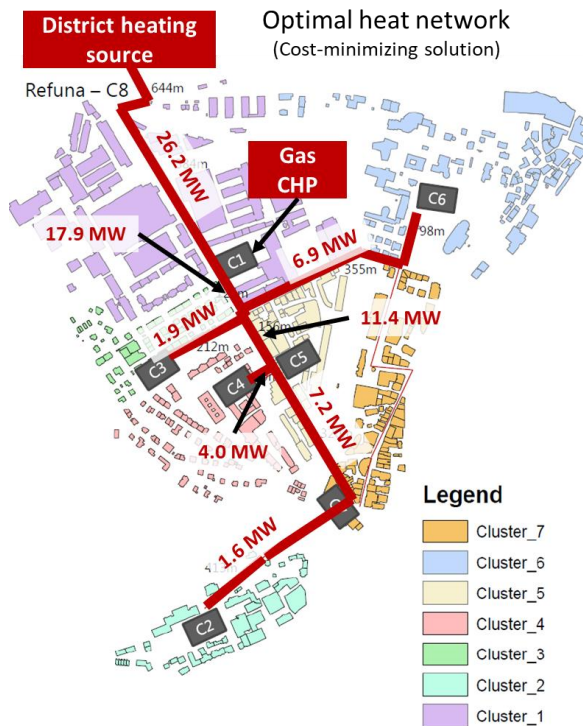 Optimal heat network
(Cost-minimizing solution)
District heating
source
Refuna – C8
644m
26.2 MW
Gas
CHP
C6
98m
17.9 MW
C1
6.9 MW
355m
1.9 MW
11.4 MW
C3
212m
C5
C4
7.2 MW
4.0 MW
1.6 MW
C2
Legend
Cluster_7
Cluster_6
Cluster_5
Cluster_4
Cluster_3
Cluster_2
Cluster_1